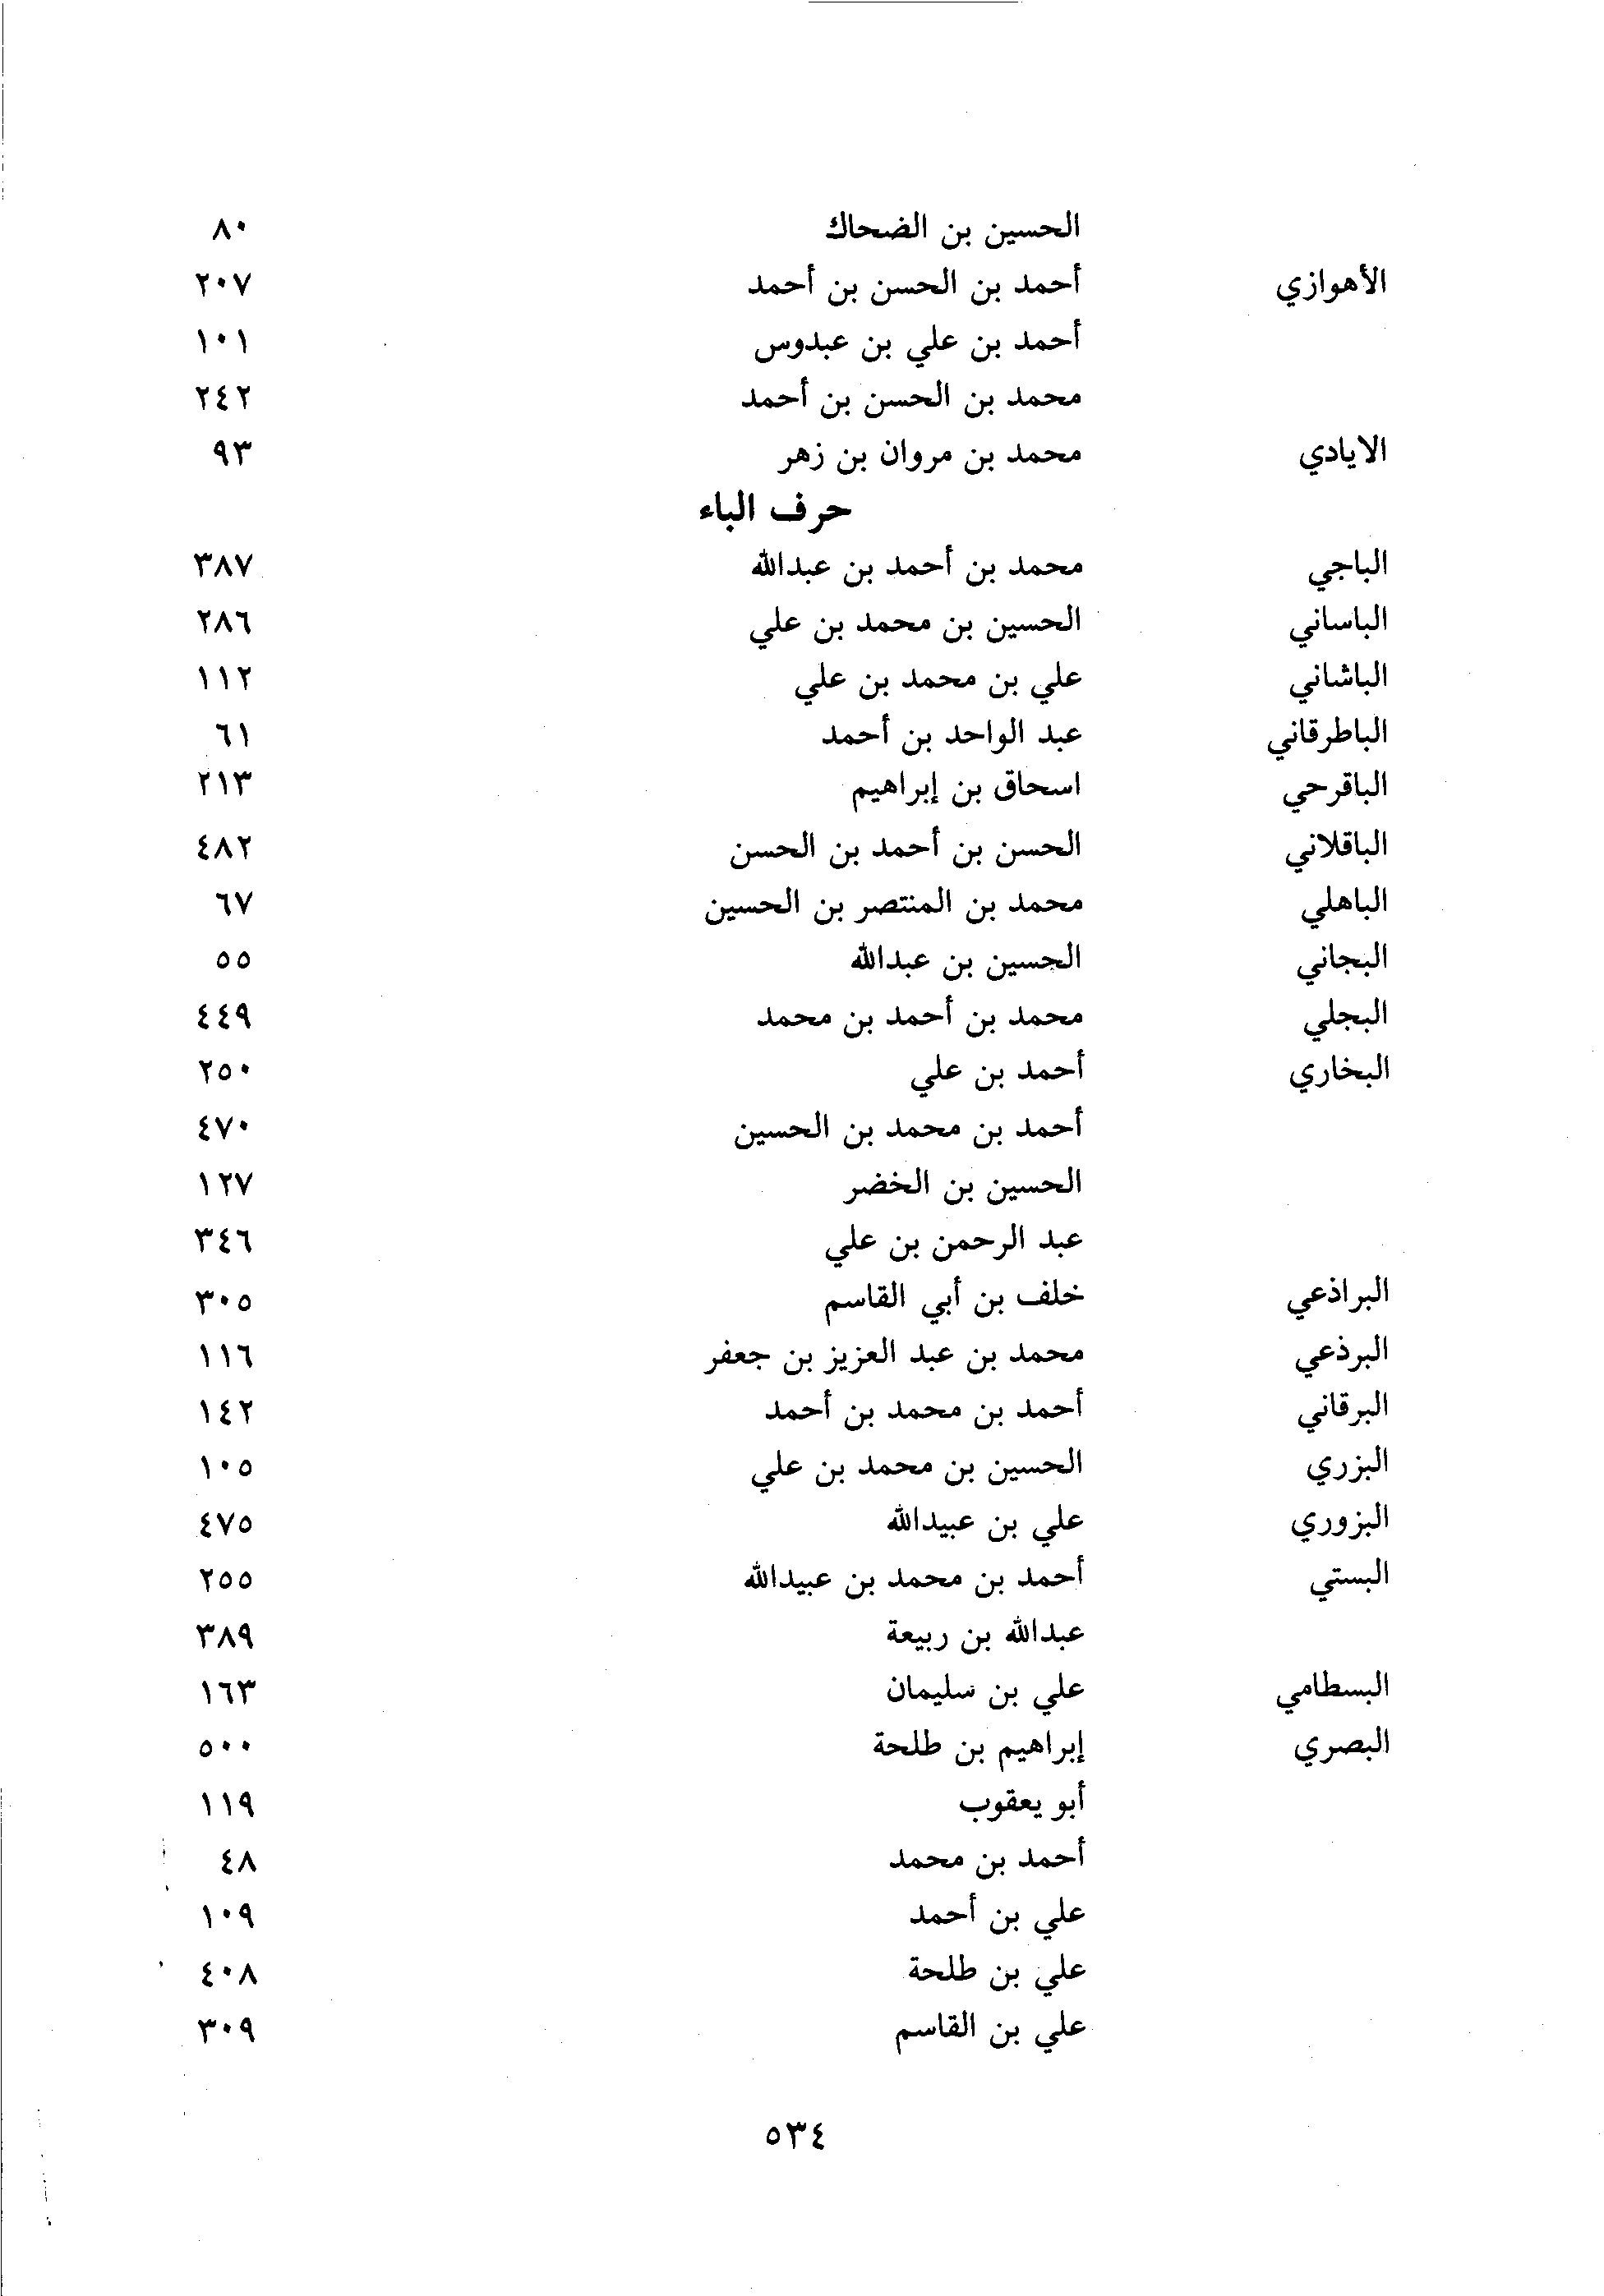 الحسين بن الضحاك ٨٠
الأهوازي أحمد بن الحسن بن أحمد ٢٠٧
أحمد بن علي بن عبدوس ١٠١
محمد بن الحسن بن أحمد ٢٤٢
الايادي محمد بن مروان بن زهر ٩٣
حرف الباء
الباجي محمد بن أحمد بن عبدالله ٣٨٧
الباساني الحسين بن محمد بن علي ٢٨٦
الباشاني علي بن محمد بن علي ١١٢
الباطرقاني عبد الواحد بن أحمد ٦١
الباقرحي اسحاق بن إبراهيم ٢١٣
الباقلاني الحسن بن أحمد بن الحسن ٤٨٢
الباهلي محمد بن المنتصر بن الحسين ٦٧
البجاني الحسين بن عبدالله ٥٥
البجلي محمد بن أحمد بن محمد ٤٤٩
البخاري أحمد بن علي ٢٥٠
أحمد بن محمد بن الحسين ٤٧٠
الحسين بن الخضر ١٢٧
عبد الرحمن بن علي ٣٤٦
البراذعي خلف بن أبي القاسم ٣٠٥
البرذعي محمد بن عبد العزيز بن جعفر ١١٦
البرقاني أحمد بن محمد بن أحمد ١٤٢
البزري الحسين بن محمد بن علي ١٠٥
البزوري علي بن عبيدالله ٤٧٥
البستي أحمد بن محمد بن عبيدالله ٢٥٥
عبدالله بن ربيعة ٣٨٩
البسطامي علي بن سليمان ١٦٣
البصري إبراهيم بن طلحة ٥٠٠
أبو يعقوب ١١٩
أحمد بن محمد ٤٨
علي بن أحمد ١٠٩
علي بن طلحة ٤٠٨
علي بن القاسم ٣٠٩
٥٣٤